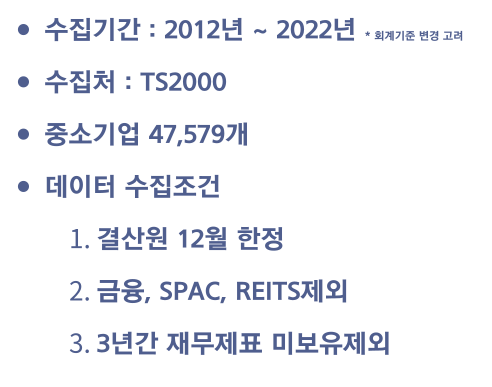 • 수집기간 : 2012년 ~ 2022년 * 회계기준 변경 고려
• 수집처 : TS2000
• 중소기업 47,579개
• 데이터 수집조건
1. 결산원 12월 한정
2. 금융, SPAC, REITS제외
3. 3년간 재무제표 미보유제외